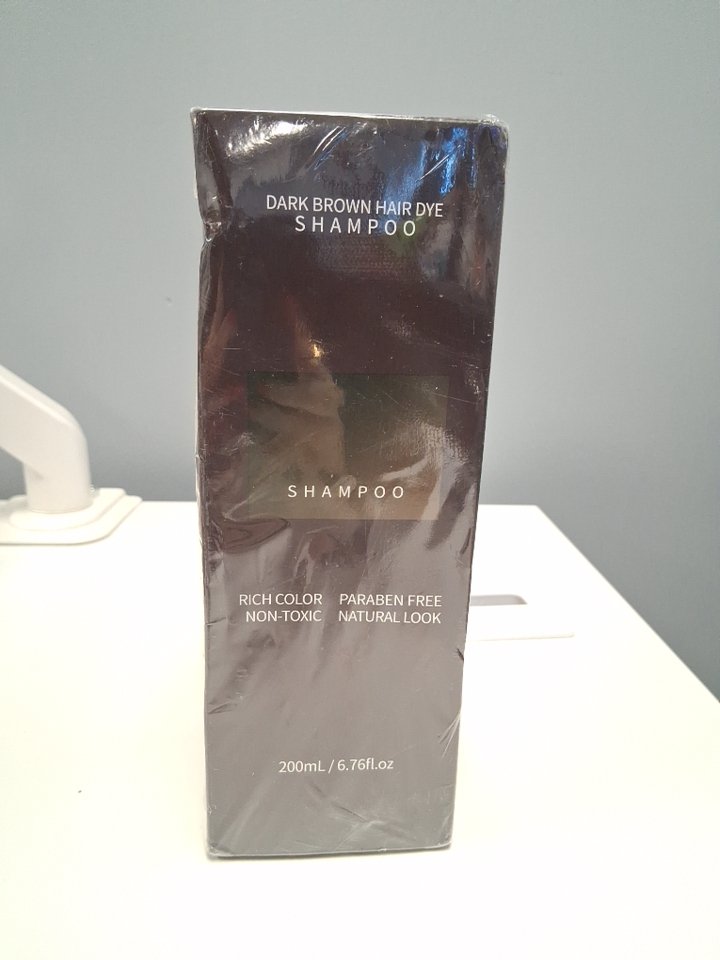 DARK BROWN HAIR DYE
SHAMPOO
SHAMPOO
RICH COLOR PARABEN FREE
NON-TOXIC NATURAL LOOK
200mL / 6.76fl.oz